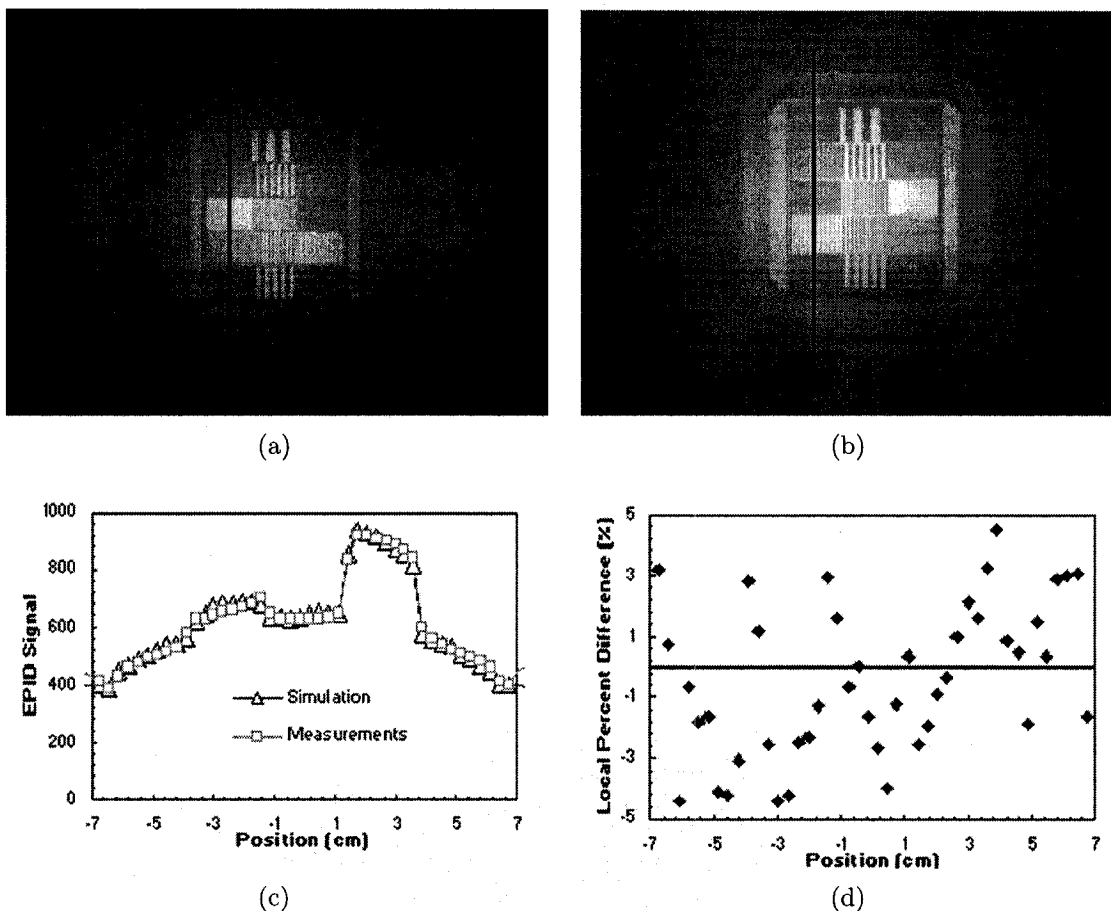 (a)
(b)
EPID Signal
1000
800
600
400
200
0
Simulation
Measurements
-7 -5 -3 -1 1 3 5 7
Position (cm)
(c)
Local Percent Difference (%)
5
3
1
-1
-3
-5
-7 -5 -3 -1 1 3 5 7
Position (cm)
(d)